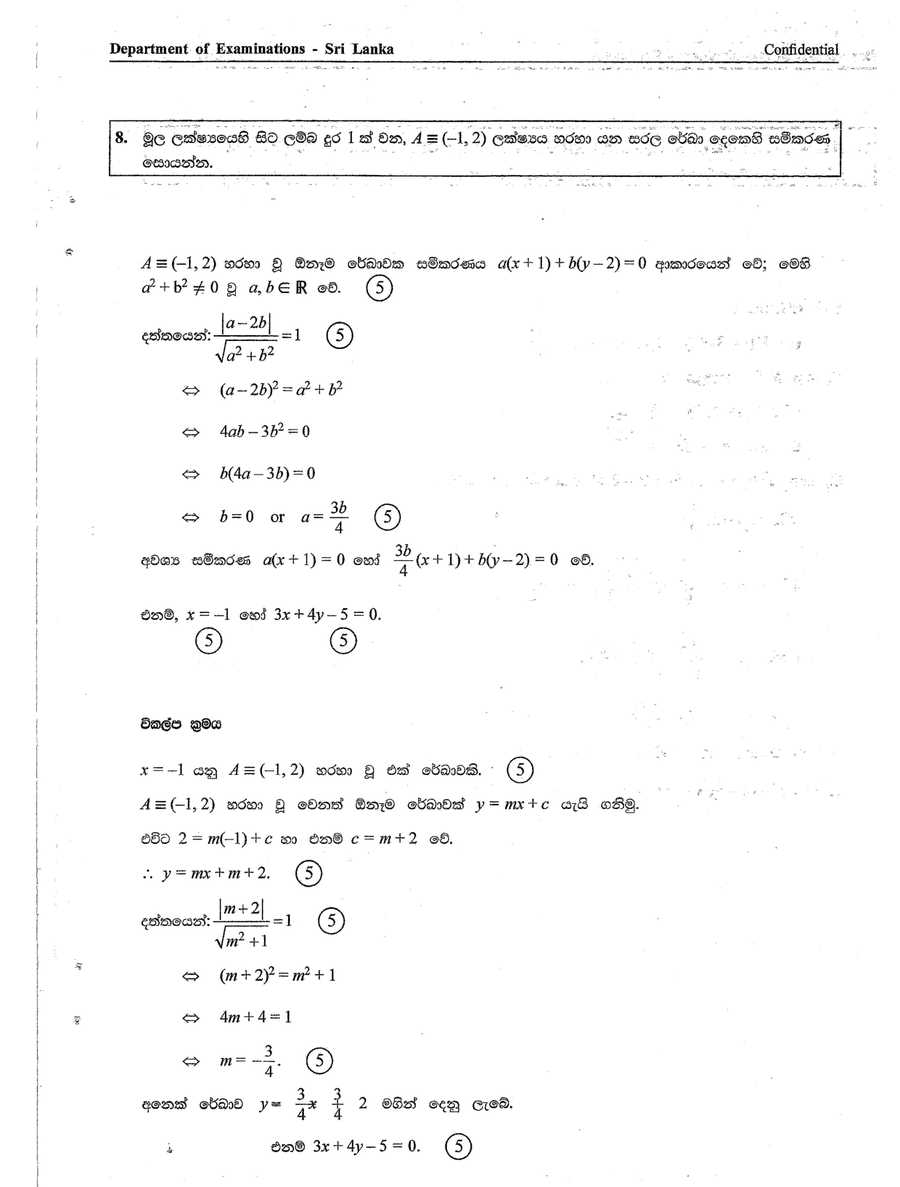 Department of Examinations - Sri Lanka Confidential
8. මූල ලක්ෂ්‍යයෙහි සිට ලම්බ දුර 1 ක් වන, A ≡ (–1, 2) ලක්ෂ්‍යය හරහා යන සරල රේඛා දෙකෙහි සමීකරණ
සොයන්න.
A ≡ (–1, 2) හරහා වූ ඕනෑම රේඛාවක සමීකරණය a(x + 1) + b(y – 2) = 0 ආකාරයෙන් වේ; මෙහි
a² + b² ≠ 0 වූ a, b ∈ ℝ වේ. 5
දත්තයෙන්: |a – 2b| / √(a² + b²) = 1 5
⇔ (a – 2b)² = a² + b²
⇔ 4ab – 3b² = 0
⇔ b(4a – 3b) = 0
⇔ b = 0 or a = 3b/4 5
අවශ්‍ය සමීකරණ a(x + 1) = 0 හෝ 3b/4 (x + 1) + b(y – 2) = 0 වේ.
එනම්, x = –1 හෝ 3x + 4y – 5 = 0.
5 5
විකල්ප ක්‍රමය
x = –1 යනු A ≡ (–1, 2) හරහා වූ එක් රේඛාවකි. 5
A ≡ (–1, 2) හරහා වූ වෙනත් ඕනෑම රේඛාවක් y = mx + c යැයි ගනිමු.
එවිට 2 = m(–1) + c හා එනම් c = m + 2 වේ.
∴ y = mx + m + 2. 5
දත්තයෙන්: |m + 2| / √(m² + 1) = 1 5
⇔ (m + 2)² = m² + 1
⇔ 4m + 4 = 1
⇔ m = –3/4. 5
අනෙක් රේඛාව y = 3/4 x 3/4 2 මගින් දෙනු ලැබේ.
එනම් 3x + 4y – 5 = 0. 5